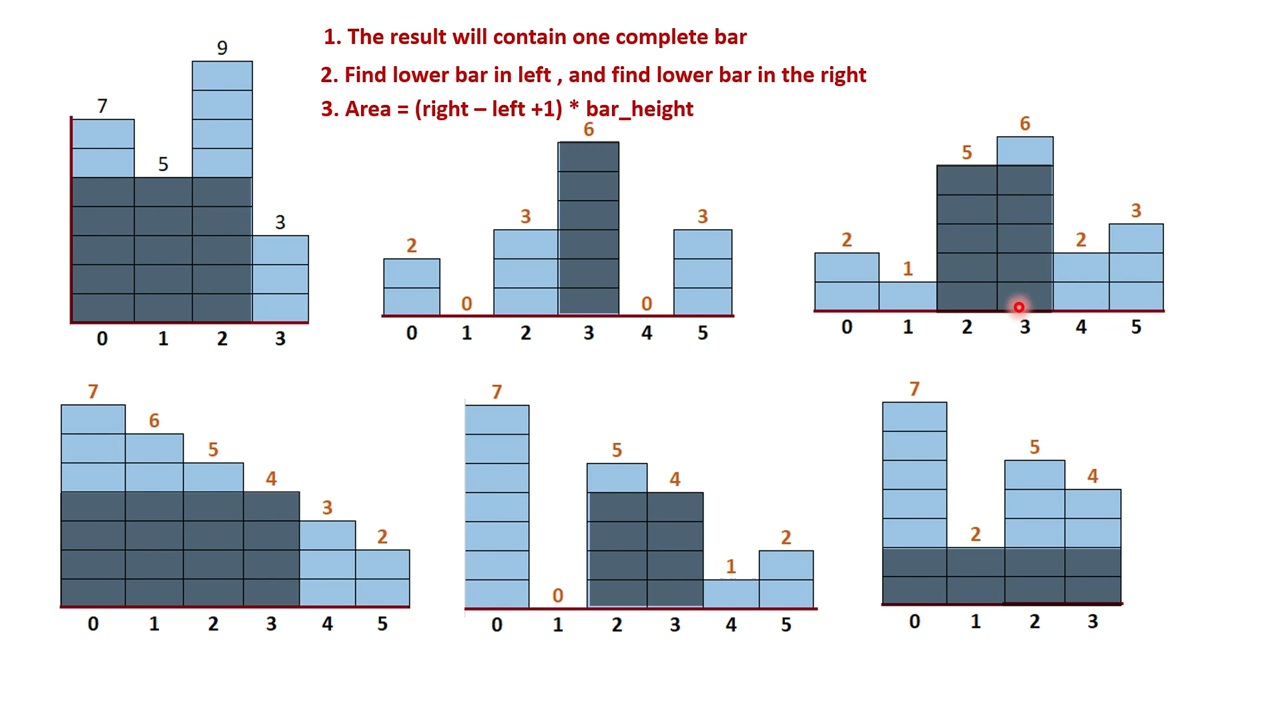 1. The result will contain one complete bar
2. Find lower bar in left , and find lower bar in the right
3. Area = (right – left +1) * bar_height
7 5 9 3
0 1 2 3
2 0 3 6 0 3
0 1 2 3 4 5
2 1 5 6 2 3
0 1 2 3 4 5
7 6 5 4 3 2
0 1 2 3 4 5
7 0 5 4 1 2
0 1 2 3 4 5
7 2 5 4
0 1 2 3